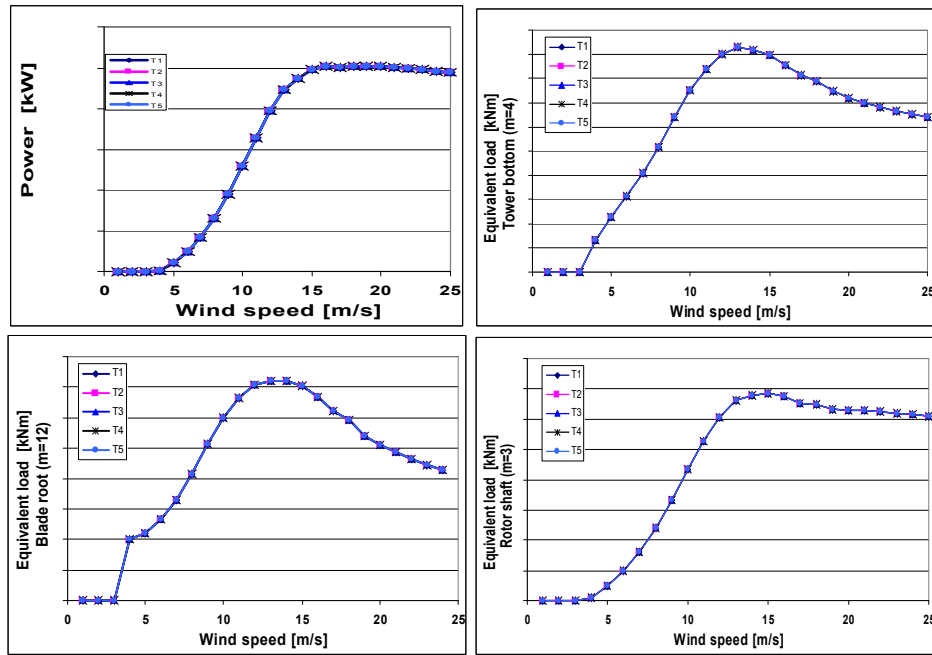 Power [kW]
T1
T2
T3
T4
T5
0 5 10 15 20 25
Wind speed [m/s]
Equivalent load [kNm]
Tower bottom (m=4)
T1
T2
T3
T4
T5
0 5 10 15 20 25
Wind speed [m/s]
Equivalent load [kNm]
Blade root (m=12)
T1
T2
T3
T4
T5
0 5 10 15 20 25
Wind speed [m/s]
Equivalent load [kNm]
Rotor shaft (m=3)
T1
T2
T3
T4
T5
0 5 10 15 20 25
Wind speed [m/s]